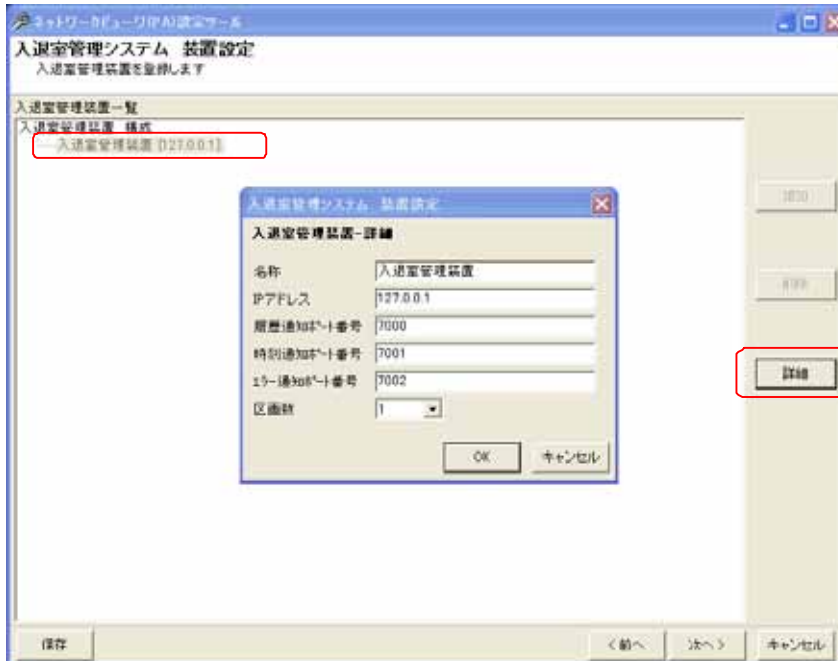 ネットワークビューワ(PA)設定ツール
入退室管理システム 装置設定
入退室管理装置を登録します
入退室管理装置一覧
入退室管理装置 構成
入退室管理装置 [127.0.0.1]
追加
削除
詳細
入退室管理システム 装置設定
入退室管理装置-詳細
名称 入退室管理装置
IPアドレス 127.0.0.1
履歴通知ﾎﾟｰﾄ番号 7000
時刻通知ﾎﾟｰﾄ番号 7001
ｴﾗｰ通知ﾎﾟｰﾄ番号 7002
区画数 1
OK キャンセル
保存 < 前へ 次へ > キャンセル